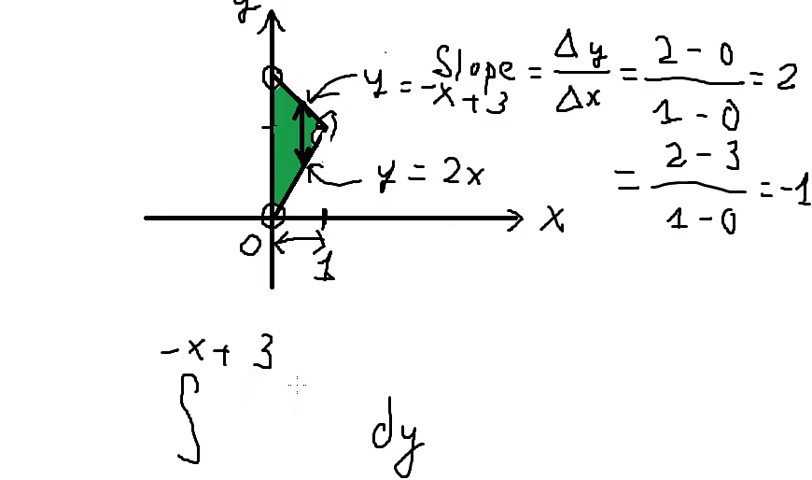 y
Slope = Δy/Δx = 2 - 0/1 - 0 = 2
y = -x + 3
= 2 - 3/1 - 0 = -1
y = 2x
x
0
1
-x + 3
∫ dy